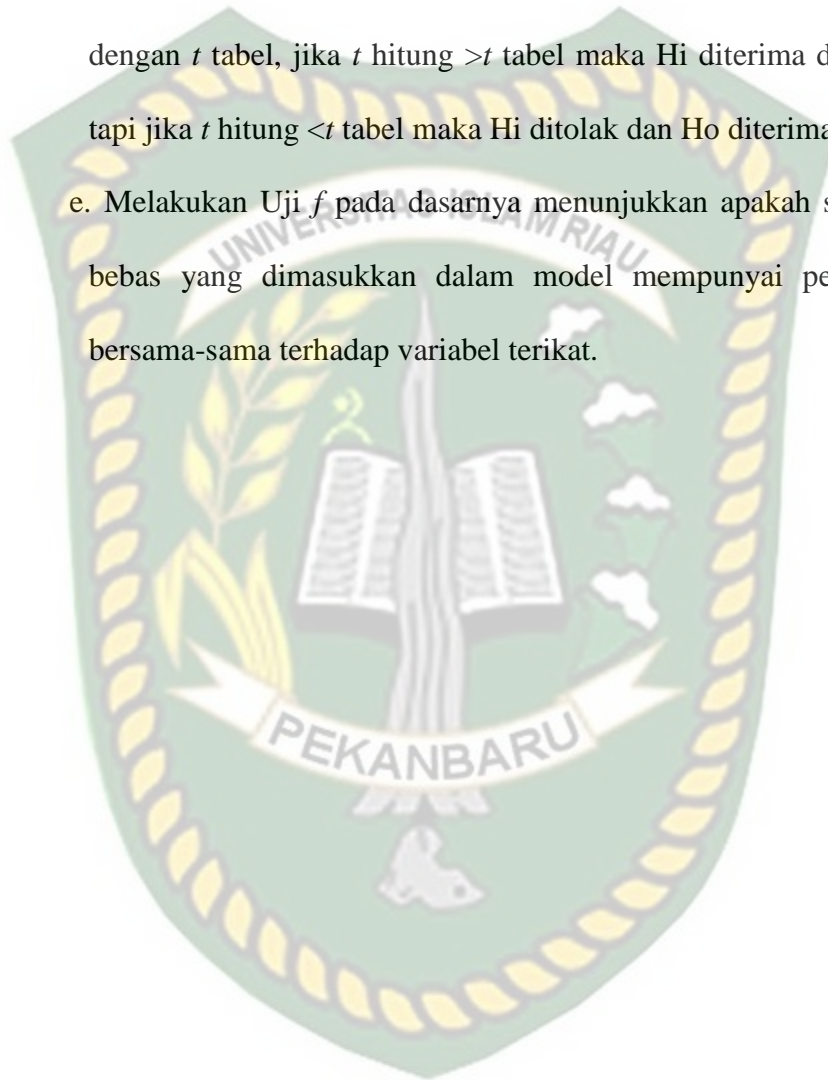 dengan t tabel, jika t hitung >t tabel maka Hi diterima
tapi jika t hitung <t tabel maka Hi ditolak dan Ho diterima
e. Melakukan Uji f pada dasarnya menunjukkan apakah
bebas yang dimasukkan dalam model mempunyai
bersama-sama terhadap variabel terikat.
UNIVERSITAS ISLAM RIAU
PEKANBARU